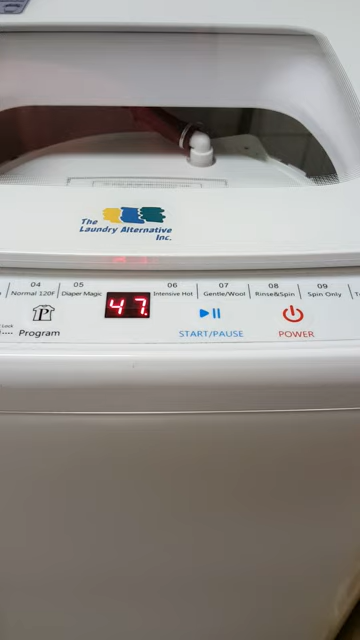 The
Laundry Alternative
Inc.
04 05 06 07 08 09
Normal 120F Diaper Magic Intensive Hot Gentle/Wool Rinse&Spin Spin Only
47.
Lock
Program START/PAUSE POWER